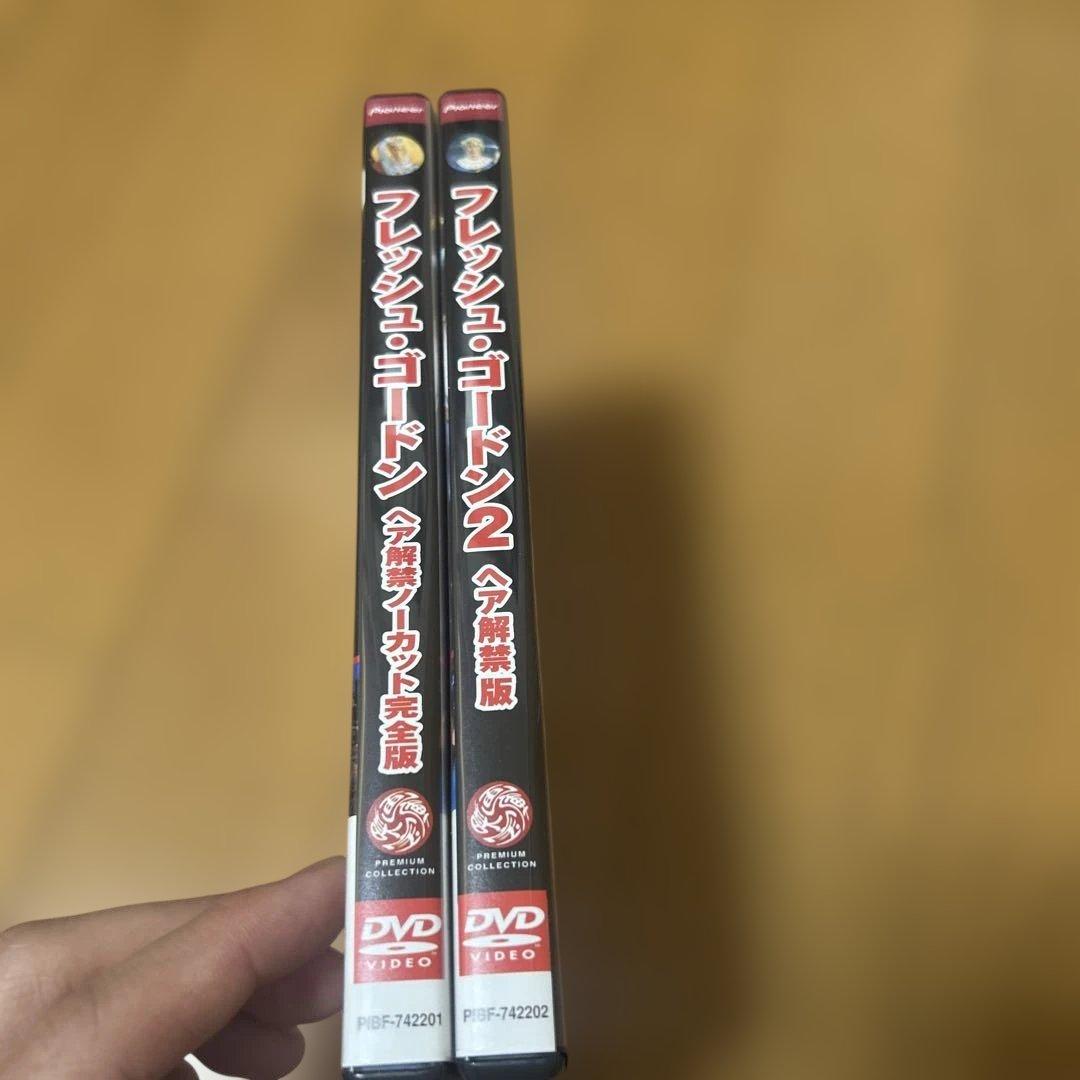 Pioneer
フレッシュ・ゴードン ヘア解禁ノーカット完全版
PREMIUM
COLLECTION
DVD
VIDEO
PIBF-742201
Pioneer
フレッシュ・ゴードン2 ヘア解禁版
PREMIUM
COLLECTION
DVD
VIDEO
PIBF-742202